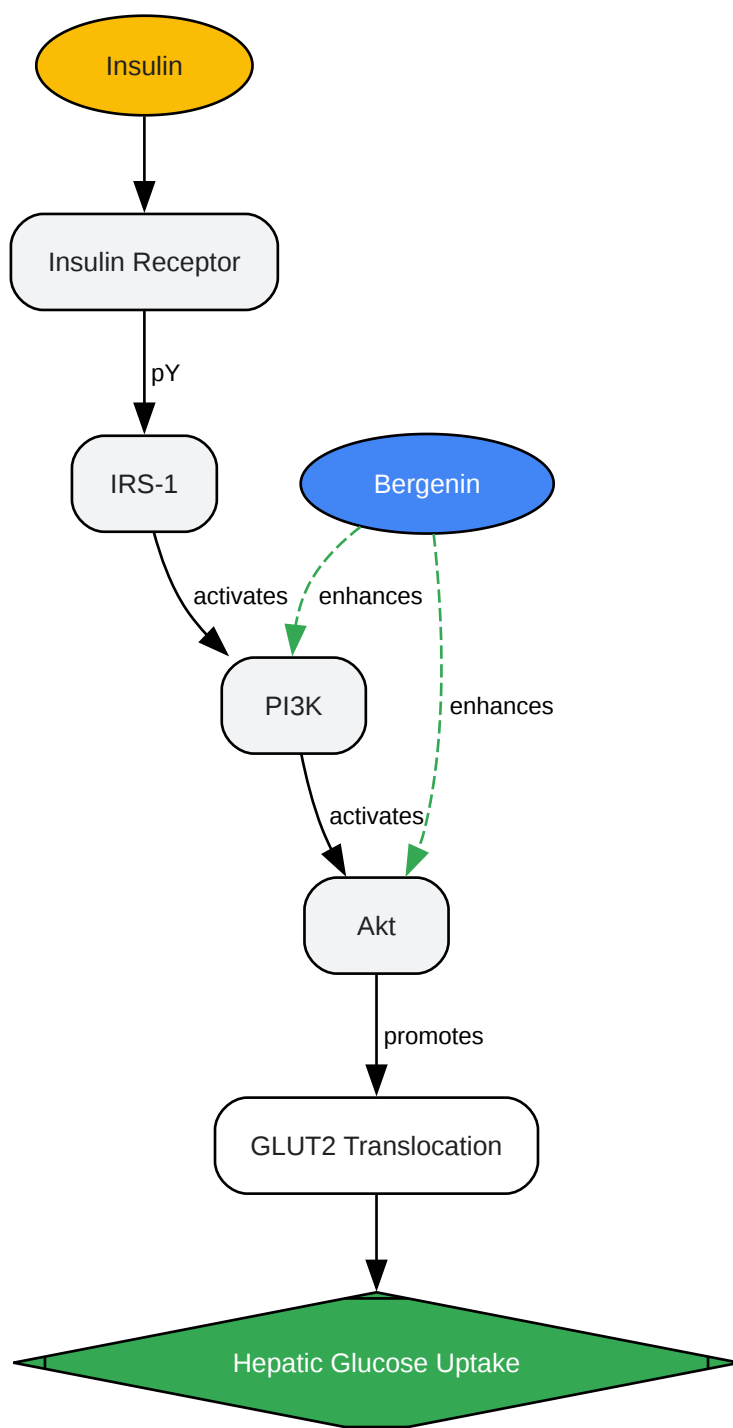 Insulin
Insulin Receptor
pY
IRS-1
Bergenin
activates
enhances
PI3K
enhances
activates
Akt
promotes
GLUT2 Translocation
Hepatic Glucose Uptake